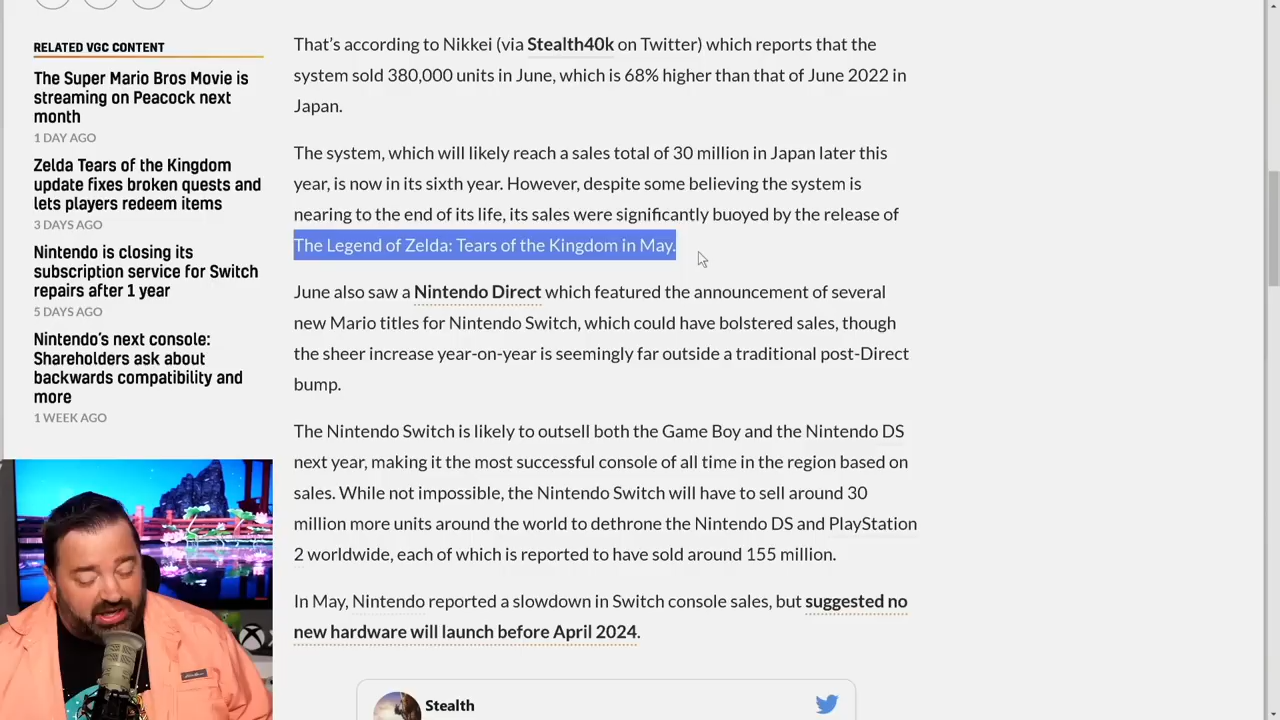 RELATED VGC CONTENT
The Super Mario Bros Movie is
streaming on Peacock next
month
1 DAY AGO
Zelda Tears of the Kingdom
update fixes broken quests and
lets players redeem items
3 DAYS AGO
Nintendo is closing its
subscription service for Switch
repairs after 1 year
5 DAYS AGO
Nintendo’s next console:
Shareholders ask about
backwards compatibility and
more
1 WEEK AGO
That’s according to Nikkei (via Stealth40k on Twitter) which reports that the
system sold 380,000 units in June, which is 68% higher than that of June 2022 in
Japan.
The system, which will likely reach a sales total of 30 million in Japan later this
year, is now in its sixth year. However, despite some believing the system is
nearing to the end of its life, its sales were significantly buoyed by the release of
The Legend of Zelda: Tears of the Kingdom in May.
June also saw a Nintendo Direct which featured the announcement of several
new Mario titles for Nintendo Switch, which could have bolstered sales, though
the sheer increase year-on-year is seemingly far outside a traditional post-Direct
bump.
The Nintendo Switch is likely to outsell both the Game Boy and the Nintendo DS
next year, making it the most successful console of all time in the region based on
sales. While not impossible, the Nintendo Switch will have to sell around 30
million more units around the world to dethrone the Nintendo DS and PlayStation
2 worldwide, each of which is reported to have sold around 155 million.
In May, Nintendo reported a slowdown in Switch console sales, but suggested no
new hardware will launch before April 2024.
Stealth